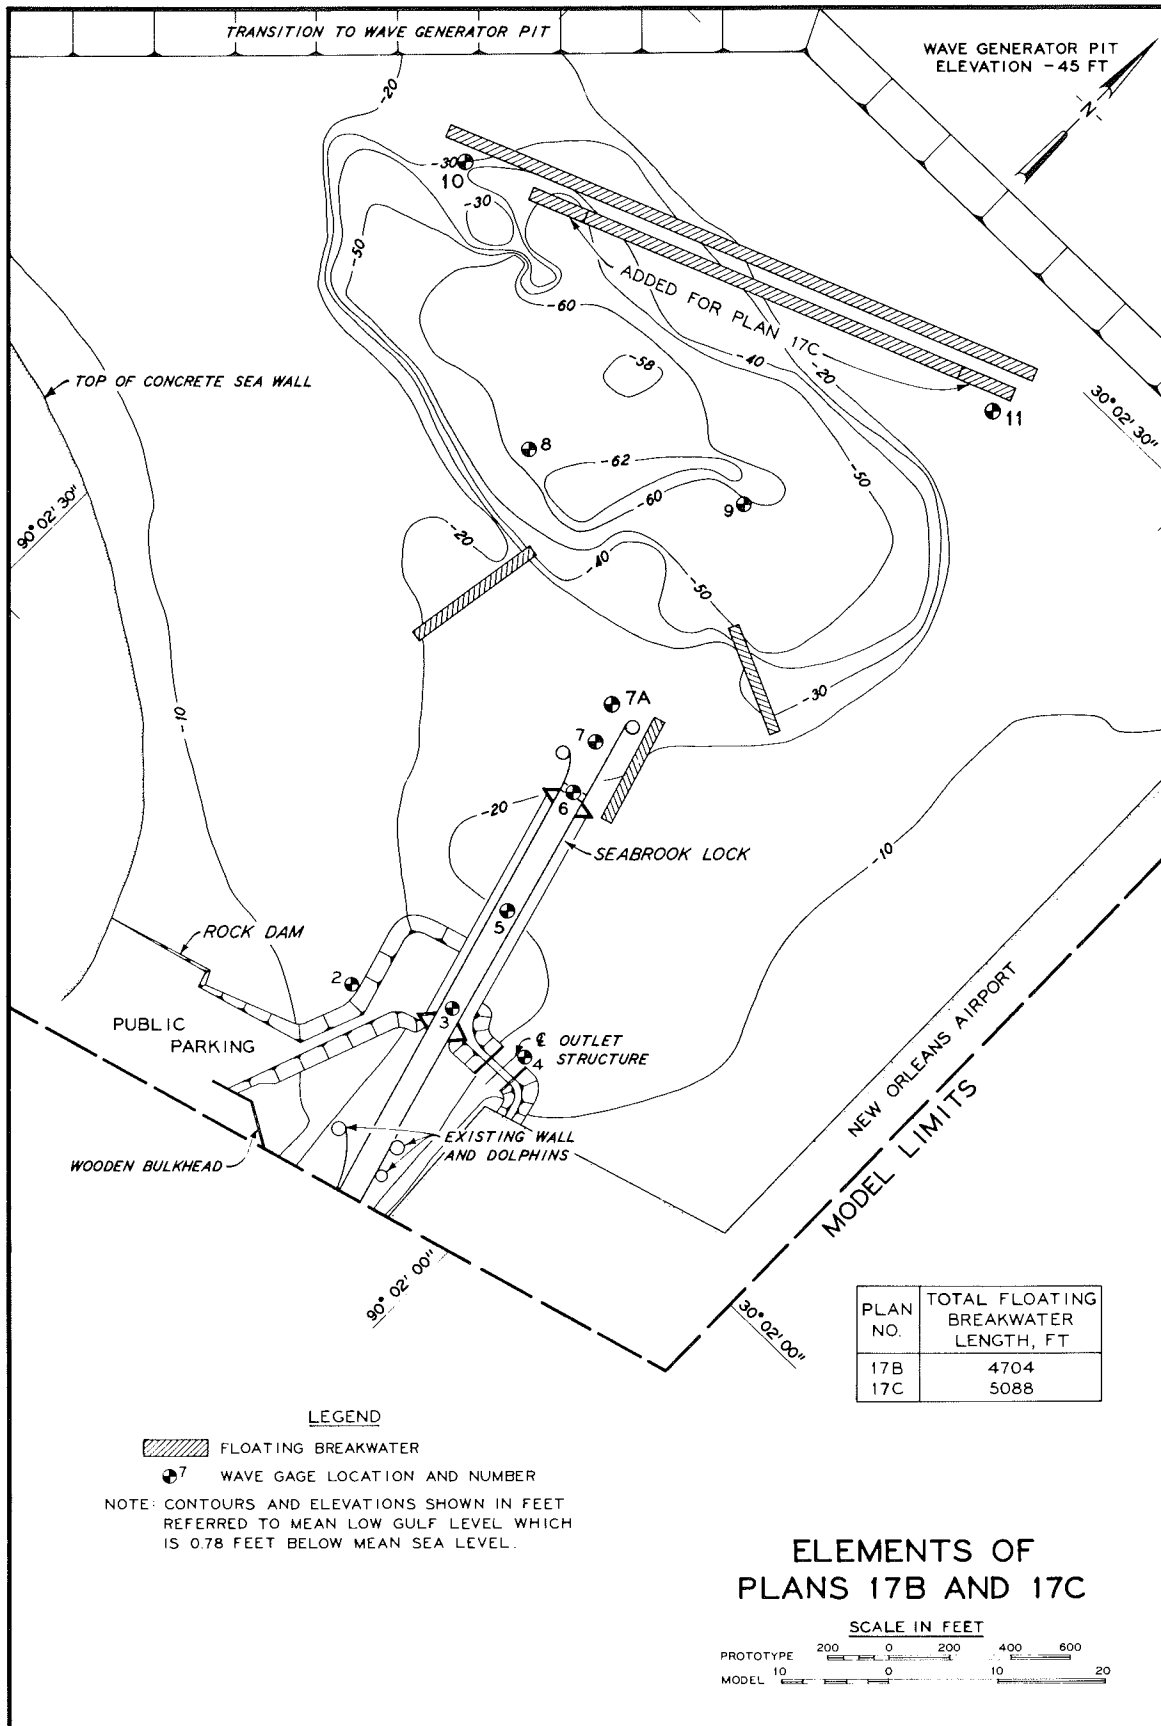 TRANSITION TO WAVE GENERATOR PIT
WAVE GENERATOR PIT
ELEVATION -45 FT
N
-20
-30
10
-30
-50
-60
ADDED FOR PLAN 17C
-58
-40
-20
11
30° 02' 30"
TOP OF CONCRETE SEA WALL
8
-62
-60
9
-50
90° 02' 30"
-20
-40
-50
-30
7A
7
-10
-20
6
SEABROOK LOCK
-10
5
ROCK DAM
2
3
PUBLIC
PARKING
℄ OUTLET
STRUCTURE
4
NEW ORLEANS AIRPORT
MODEL LIMITS
EXISTING WALL
AND DOLPHINS
WOODEN BULKHEAD
90° 02' 00"
30° 02' 00"
PLAN NO. TOTAL FLOATING BREAKWATER LENGTH, FT
17B 4704
17C 5088
LEGEND
FLOATING BREAKWATER
7 WAVE GAGE LOCATION AND NUMBER
NOTE: CONTOURS AND ELEVATIONS SHOWN IN FEET
REFERRED TO MEAN LOW GULF LEVEL WHICH
IS 0.78 FEET BELOW MEAN SEA LEVEL.
ELEMENTS OF
PLANS 17B AND 17C
SCALE IN FEET
PROTOTYPE 200 0 200 400 600
MODEL 10 0 10 20